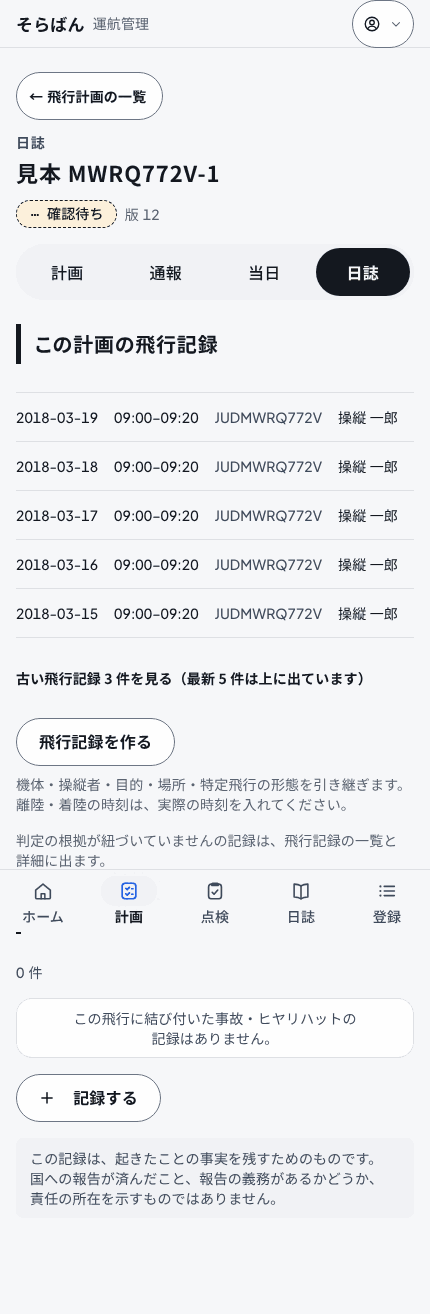 そらばん 運航管理
← 飛行計画の一覧
日誌
見本 MWRQ772V-1
確認待ち 版 12
計画 通報 当日 日誌
この計画の飛行記録
2018-03-19 09:00–09:20 JUDMWRQ772V 操縦 一郎
2018-03-18 09:00–09:20 JUDMWRQ772V 操縦 一郎
2018-03-17 09:00–09:20 JUDMWRQ772V 操縦 一郎
2018-03-16 09:00–09:20 JUDMWRQ772V 操縦 一郎
2018-03-15 09:00–09:20 JUDMWRQ772V 操縦 一郎
古い飛行記録 3 件を見る（最新 5 件は上に出ています）
飛行記録を作る
機体・操縦者・目的・場所・特定飛行の形態を引き継ぎます。
離陸・着陸の時刻は、実際の時刻を入れてください。
判定の根拠が紐づいていませんの記録は、飛行記録の一覧と
詳細に出ます。
ホーム 計画 点検 日誌 登録
0 件
この飛行に結び付いた事故・ヒヤリハットの
記録はありません。
＋ 記録する
この記録は、起きたことの事実を残すためのものです。
国への報告が済んだこと、報告の義務があるかどうか、
責任の所在を示すものではありません。